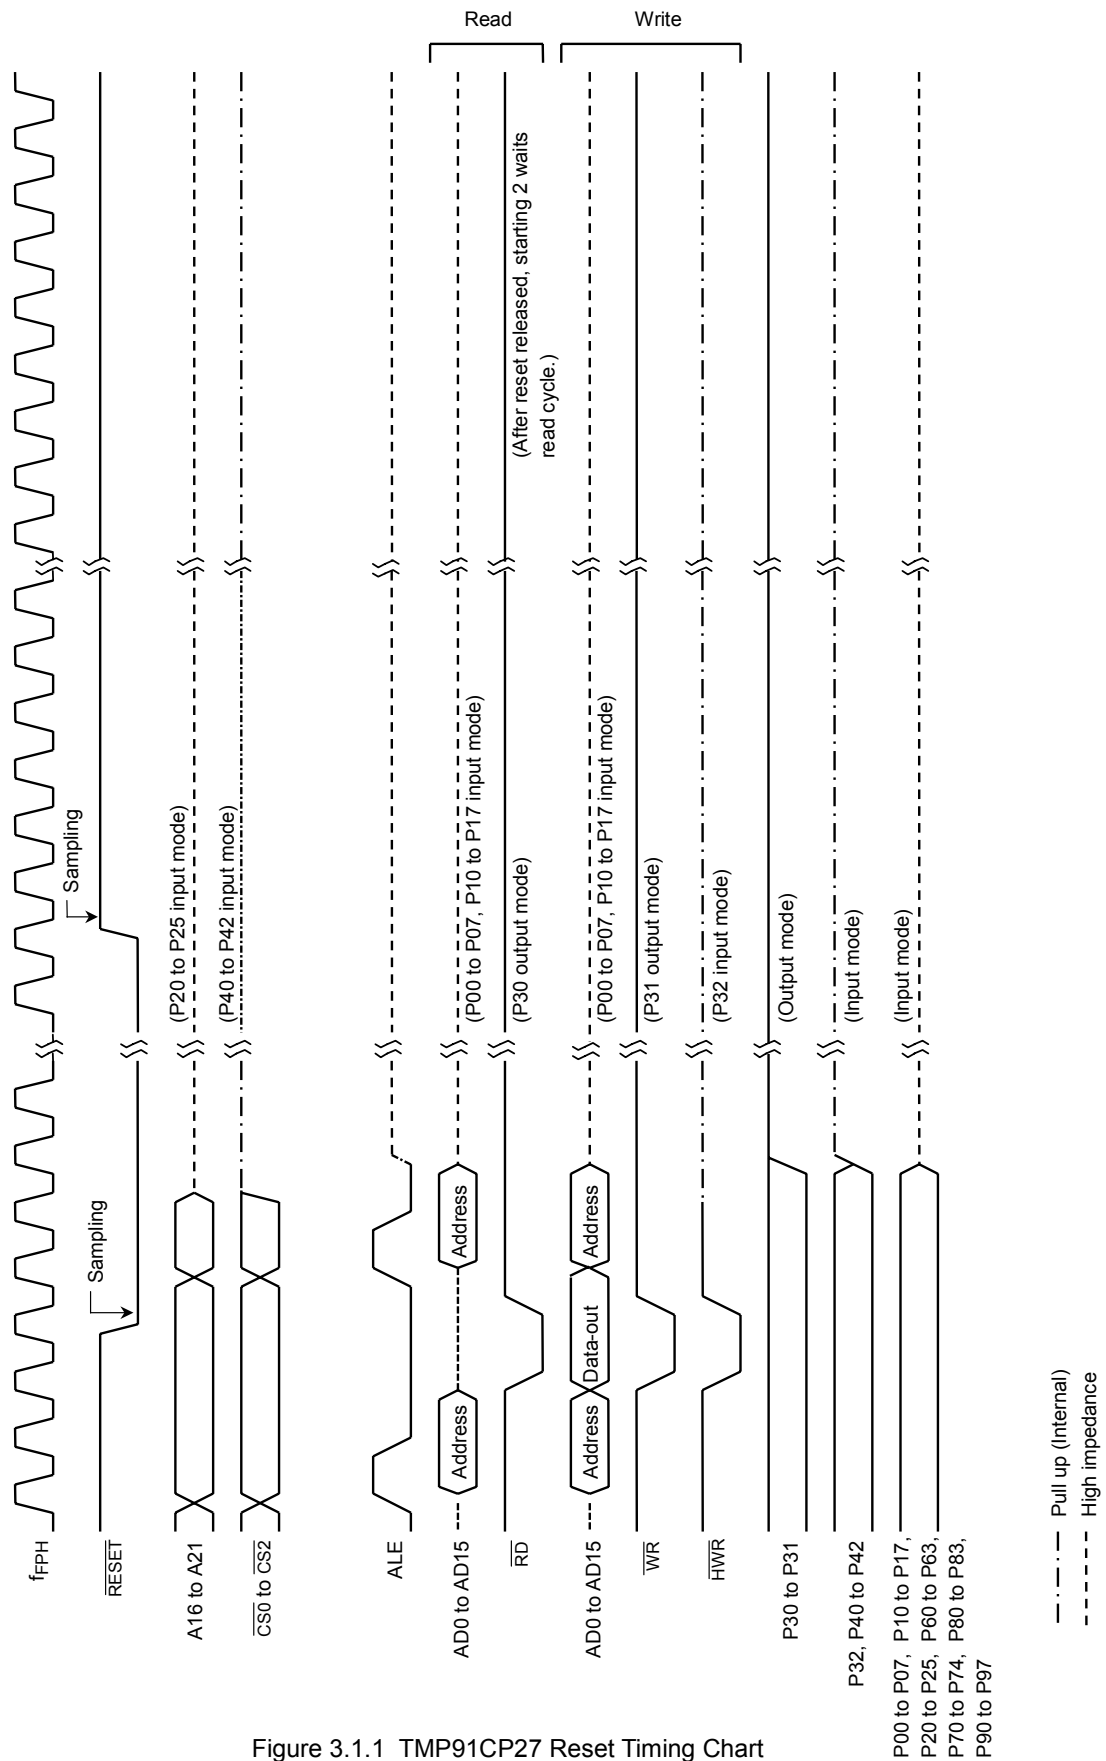 Read
Write
fFPH
RESET
Sampling
Sampling
A16 to A21
(P20 to P25 input mode)
CS0 to CS2
(P40 to P42 input mode)
ALE
AD0 to AD15
Address
Address
(P00 to P07, P10 to P17 input mode)
RD
(P30 output mode)
(After reset released, starting 2 waits
read cycle.)
AD0 to AD15
Address
Data-out
Address
(P00 to P07, P10 to P17 input mode)
WR
(P31 output mode)
HWR
(P32 input mode)
P30 to P31
(Output mode)
P32, P40 to P42
(Input mode)
P00 to P07, P10 to P17,
P20 to P25, P60 to P63,
P70 to P74, P80 to P83,
P90 to P97
(Input mode)
Pull up (Internal)
High impedance
Figure 3.1.1 TMP91CP27 Reset Timing Chart